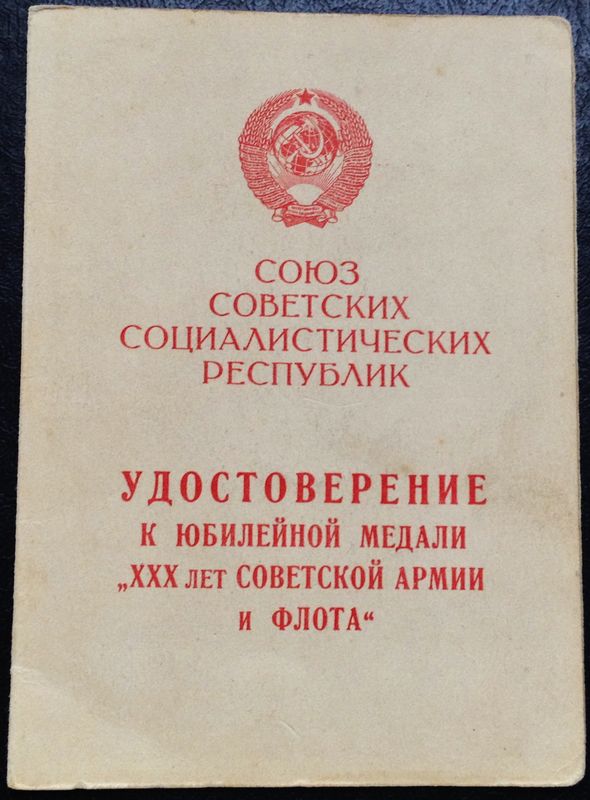 СОЮЗ
СОВЕТСКИХ
СОЦИАЛИСТИЧЕСКИХ
РЕСПУБЛИК
УДОСТОВЕРЕНИЕ
К ЮБИЛЕЙНОЙ МЕДАЛИ
„XXX ЛЕТ СОВЕТСКОЙ АРМИИ
И ФЛОТА“